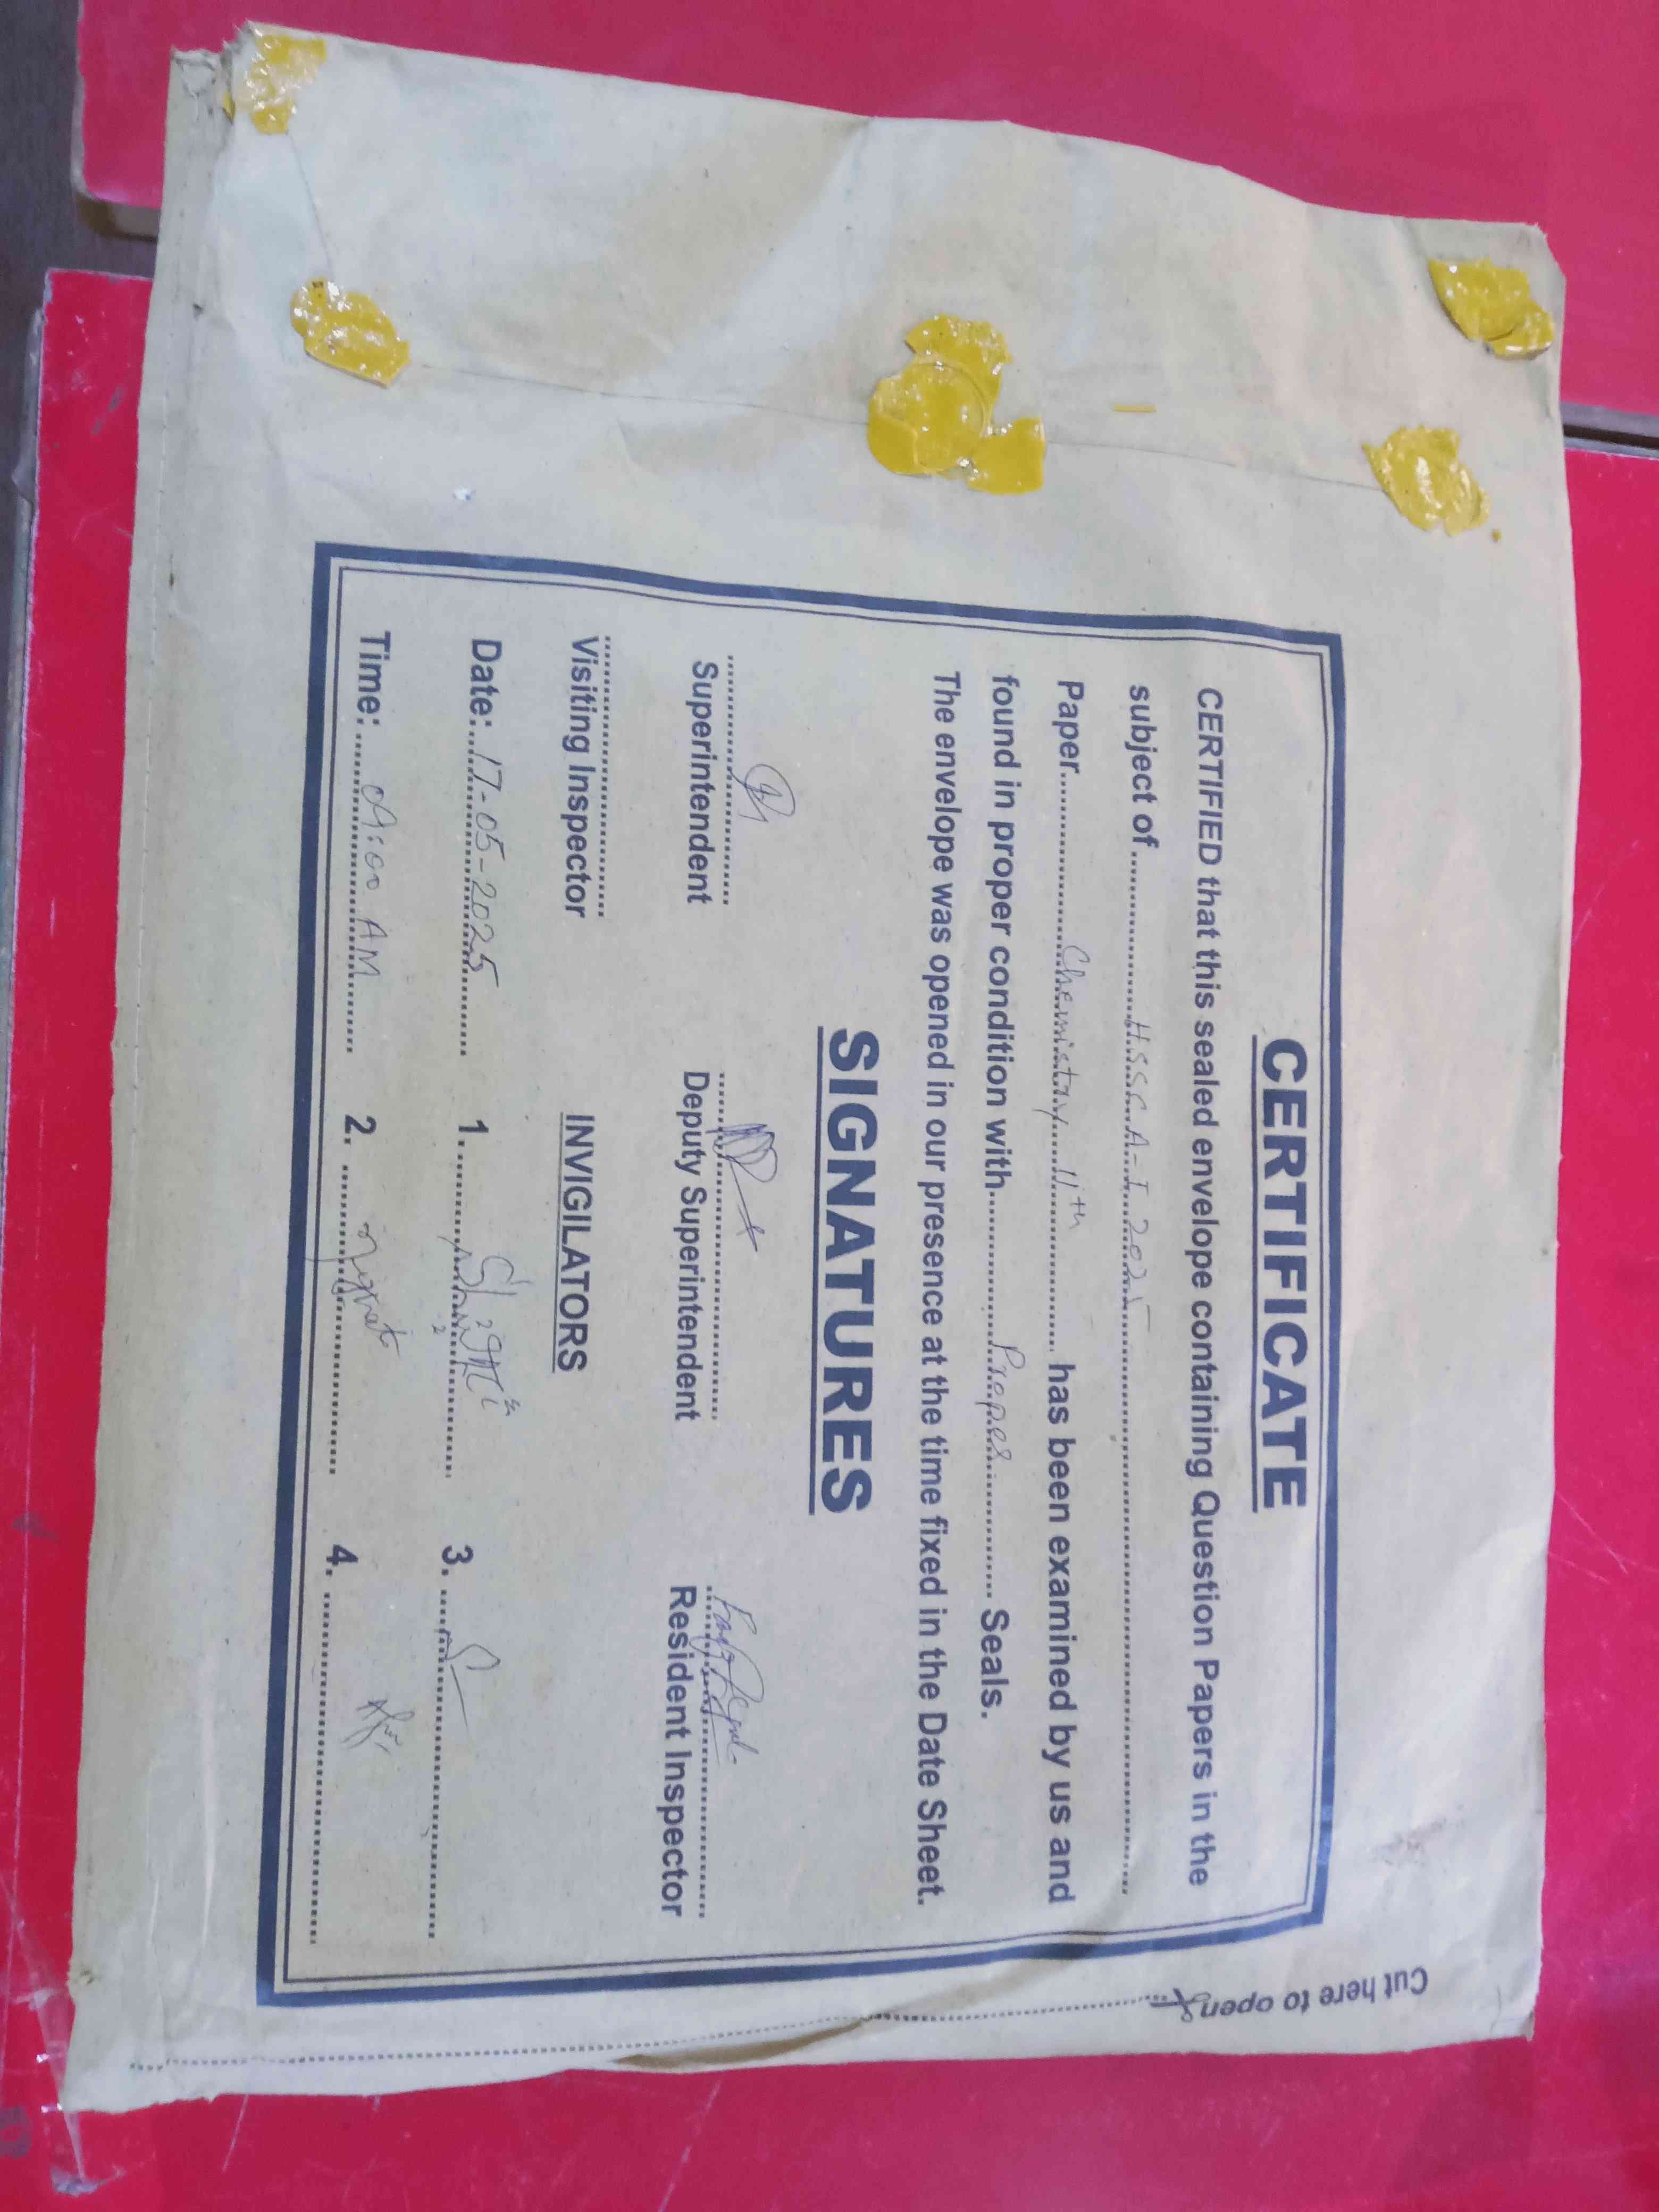 CERTIFICATE
CERTIFIED that this sealed envelope containing Question Papers in the
subject of H.S.S.C. A-I 2025
Paper Chemistry 11th has been examined by us and
found in proper condition with Proper Seals.
The envelope was opened in our presence at the time fixed in the Date Sheet.
SIGNATURES
Superintendent Deputy Superintendent Resident Inspector
Visiting Inspector INVIGILATORS
Date: 17-05-2025 1. 3.
Time: 09:00 AM 2. 4.
Cut here to open